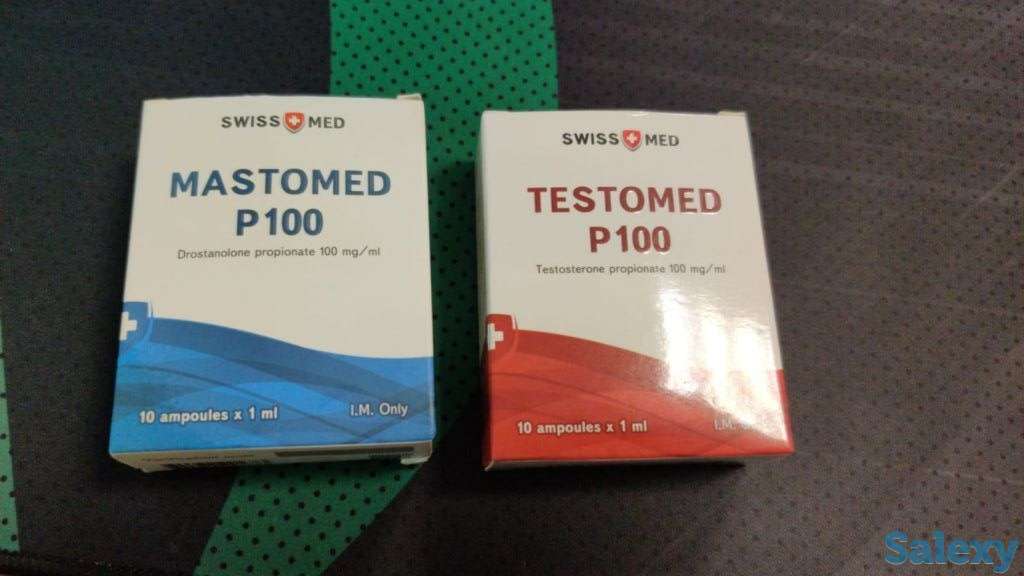 SWISS MED
MASTOMED
P100
Drostanolone propionate 100 mg/ml
10 ampoules x 1 ml
I.M. Only
SWISS MED
TESTOMED
P100
Testosterone propionate 100 mg/ml
10 ampoules x 1 ml
I.M.
Salexy